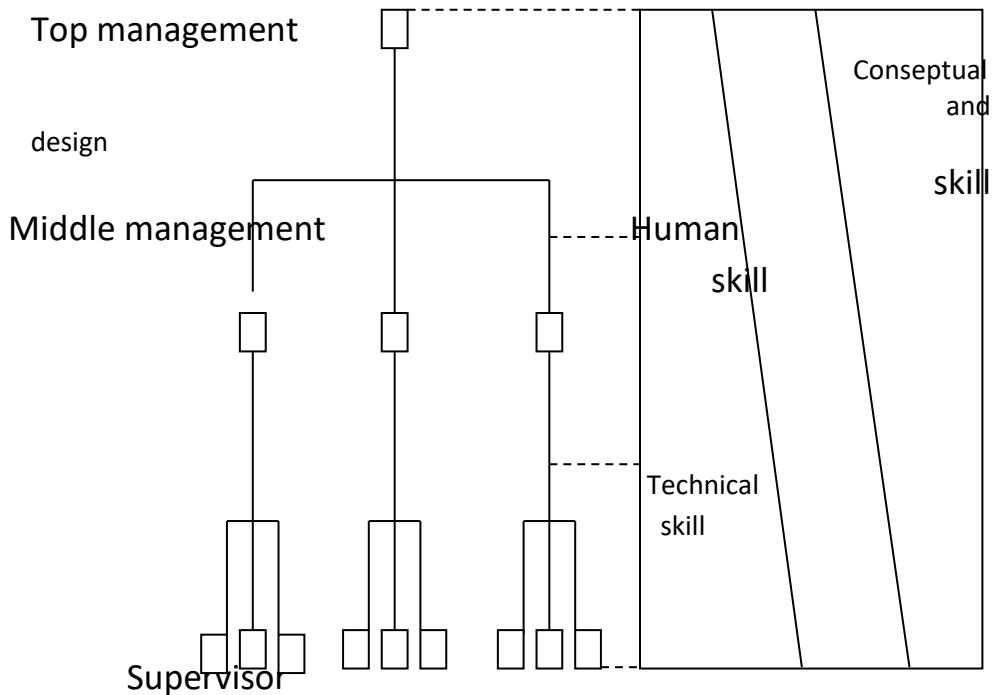 Top management
Conseptual
and
design
skill
Middle management
Human
skill
Technical
skill
Supervisor